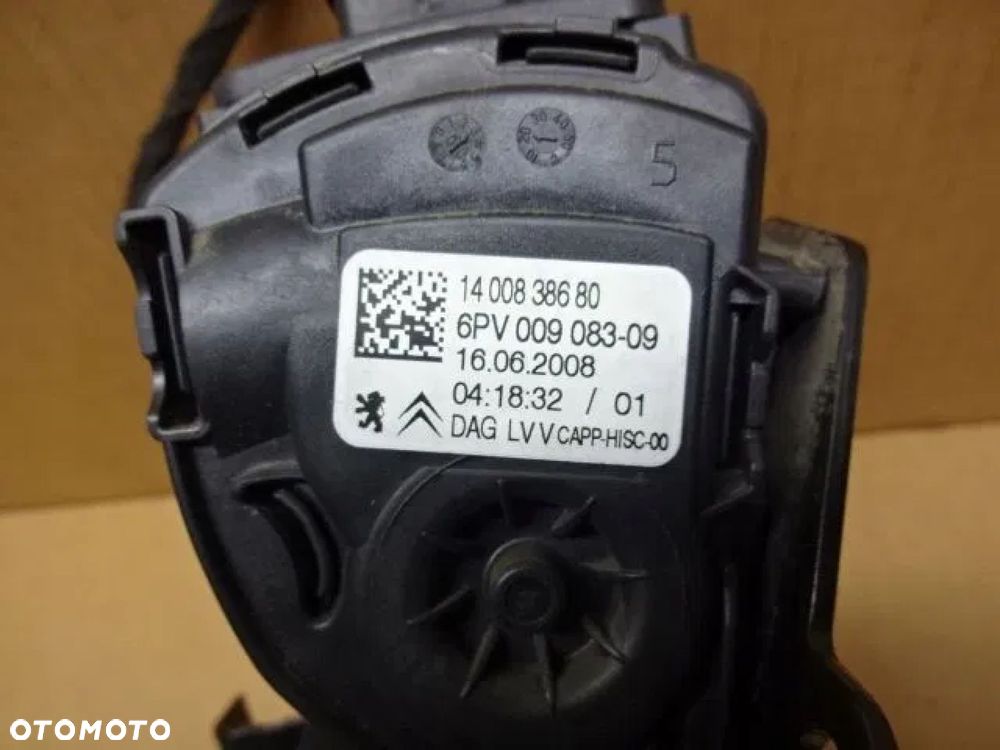 5
14 008 386 80
6PV 009 083-09
16.06.2008
04:18:32 / 01
DAG LV V CAPP-HISC-00
OTOMOTO